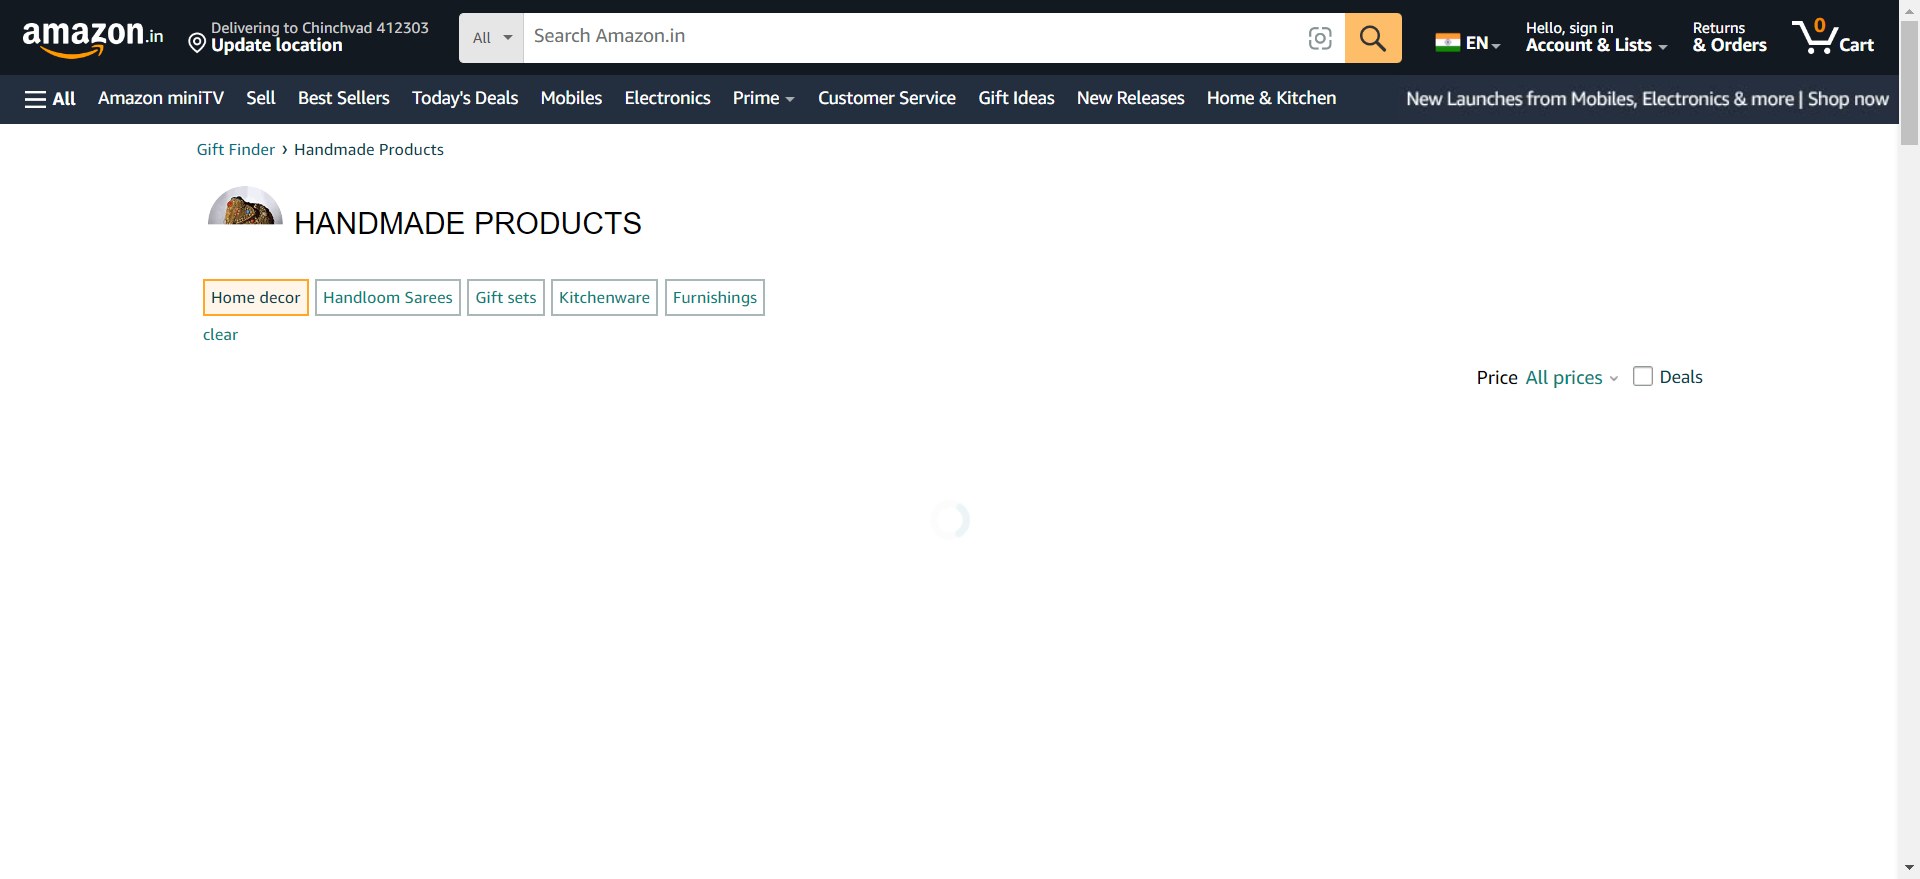 amazon.in
Delivering to Chinchvad 412303
Update location
All
Search Amazon.in
EN
Hello, sign in
Account & Lists
Returns
& Orders
0
Cart
All
Amazon miniTV
Sell
Best Sellers
Today's Deals
Mobiles
Electronics
Prime
Customer Service
Gift Ideas
New Releases
Home & Kitchen
New Launches from Mobiles, Electronics & more | Shop now
Gift Finder › Handmade Products
HANDMADE PRODUCTS
Home decor
Handloom Sarees
Gift sets
Kitchenware
Furnishings
clear
Price All prices
Deals